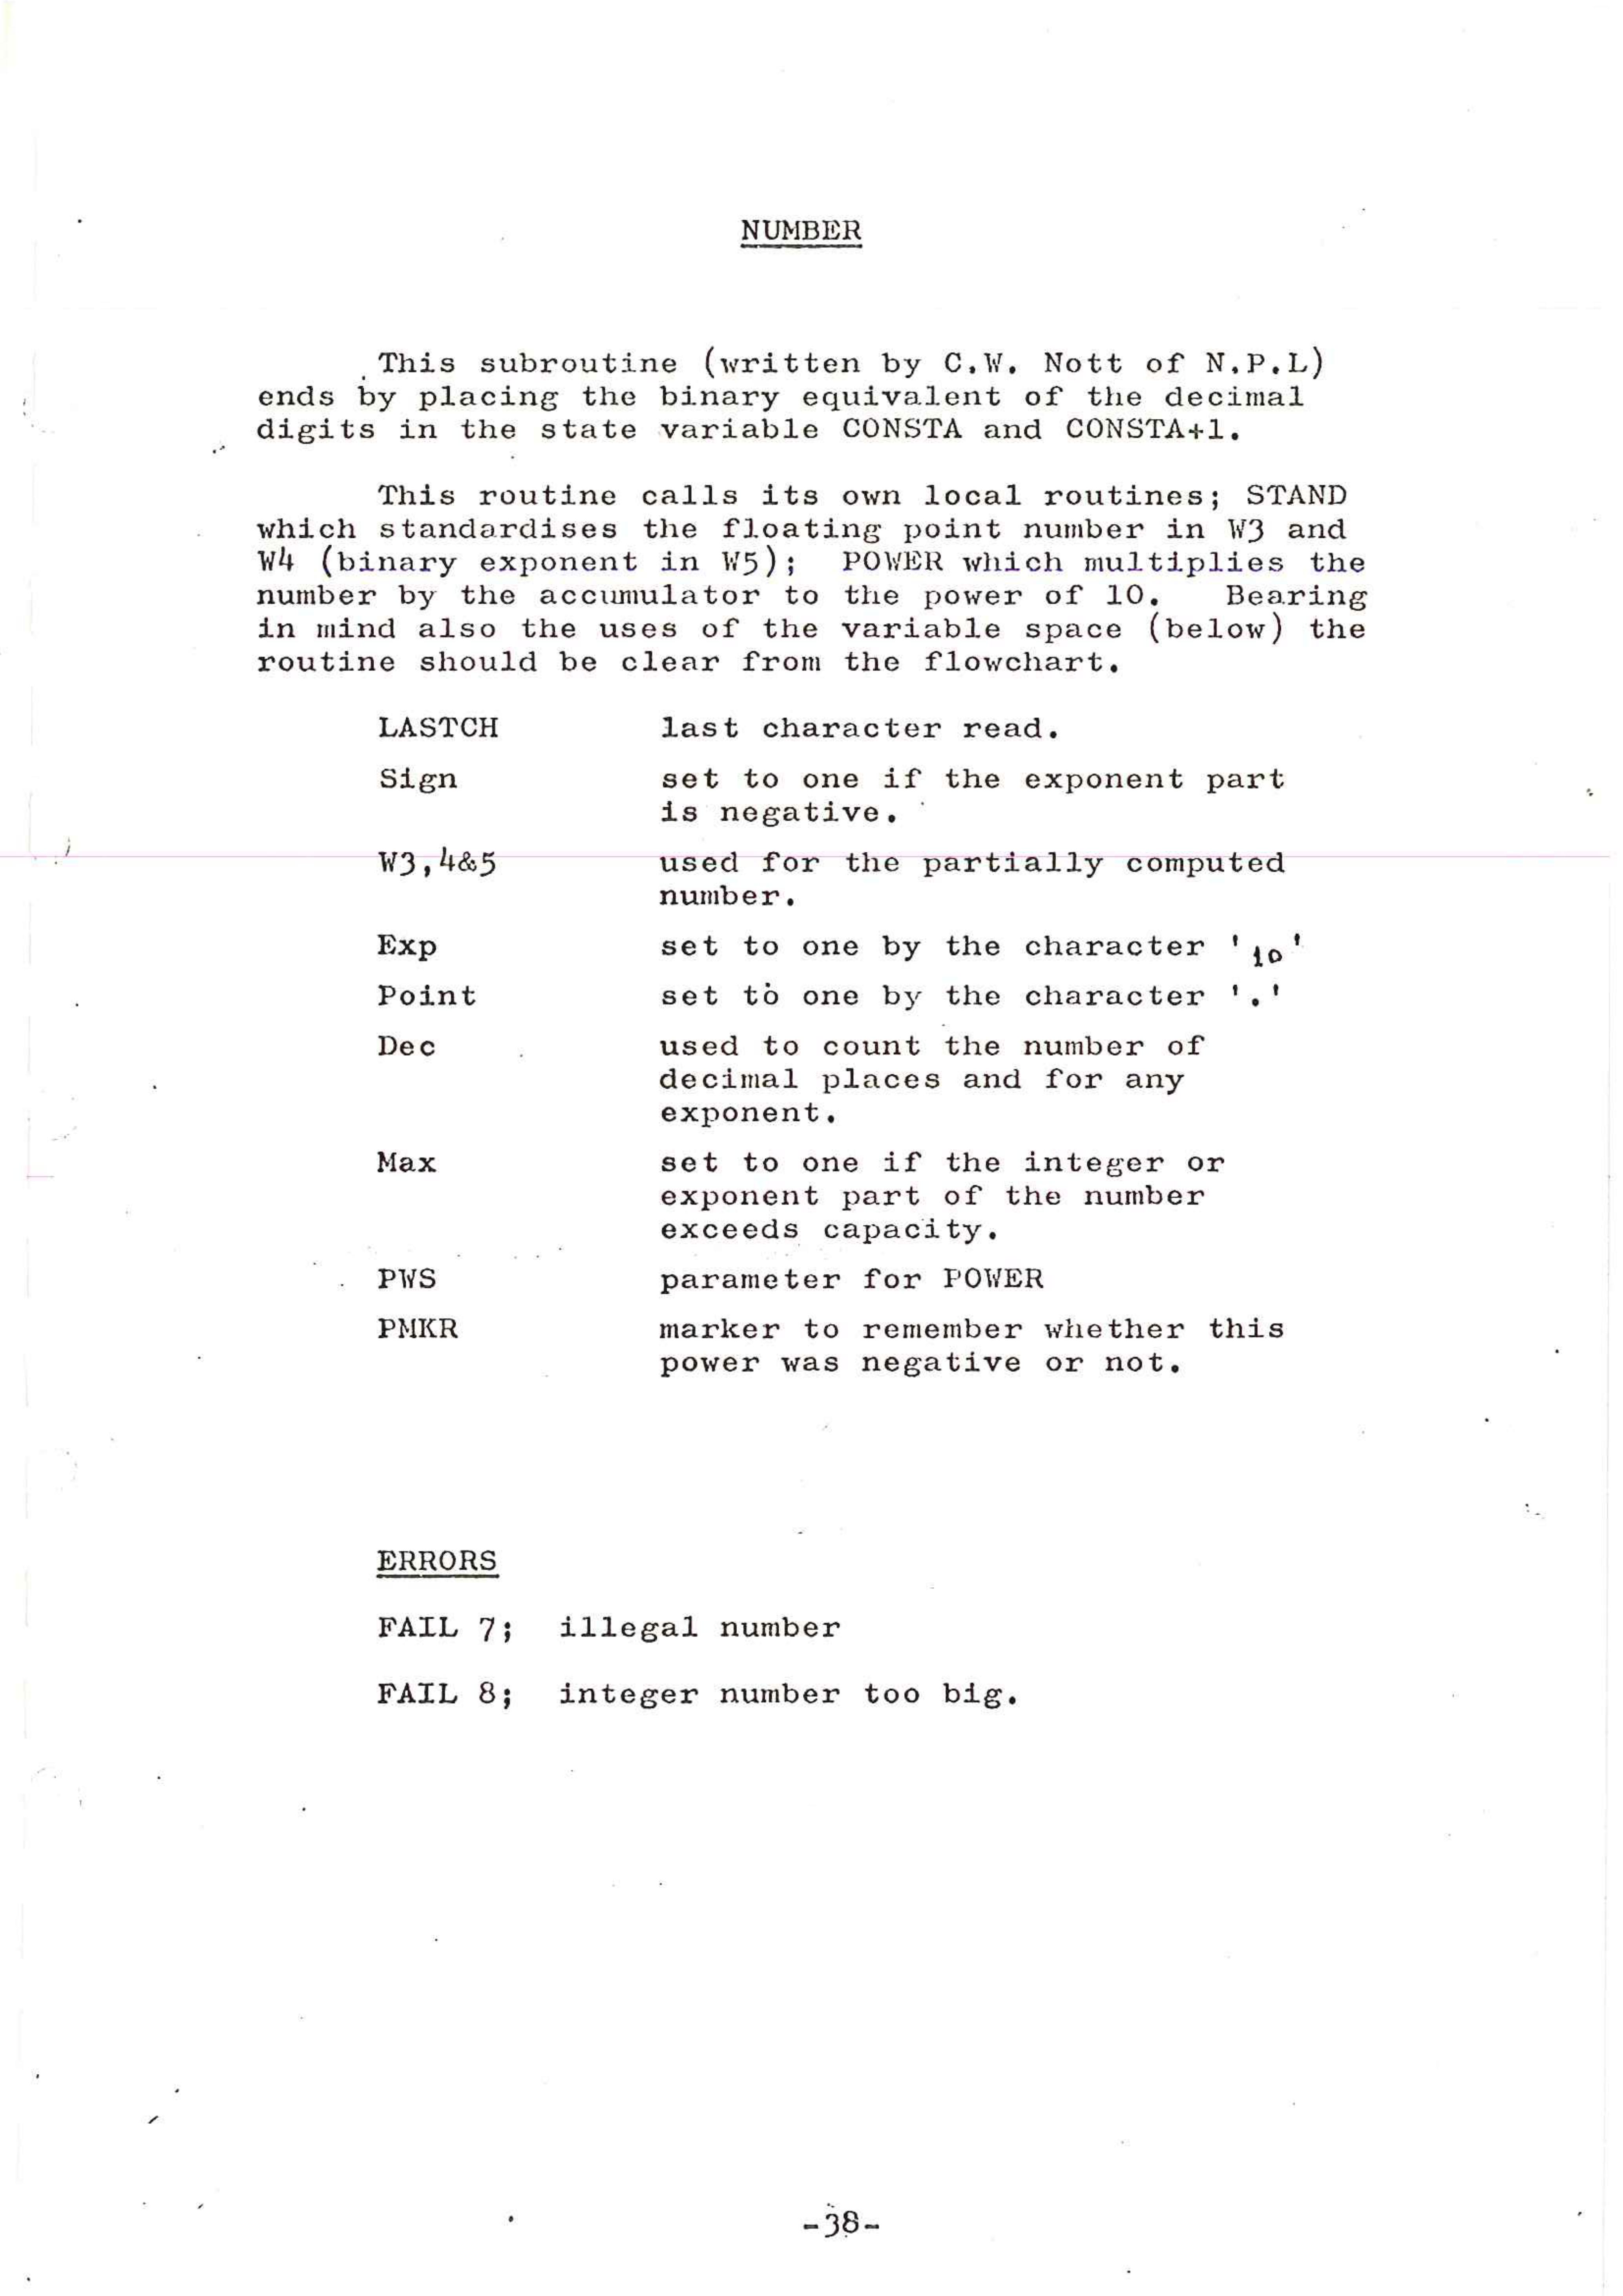 NUMBER
This subroutine (written by C.W. Nott of N.P.L)
ends by placing the binary equivalent of the decimal
digits in the state variable CONSTA and CONSTA+1.
This routine calls its own local routines; STAND
which standardises the floating point number in W3 and
W4 (binary exponent in W5); POWER which multiplies the
number by the accumulator to the power of 10. Bearing
in mind also the uses of the variable space (below) the
routine should be clear from the flowchart.
LASTCH last character read.
Sign set to one if the exponent part
is negative.
W3,4&5 used for the partially computed
number.
Exp set to one by the character '₁₀'
Point set to one by the character '.'
Dec used to count the number of
decimal places and for any
exponent.
Max set to one if the integer or
exponent part of the number
exceeds capacity.
PWS parameter for POWER
PMKR marker to remember whether this
power was negative or not.
ERRORS
FAIL 7; illegal number
FAIL 8; integer number too big.
-38-